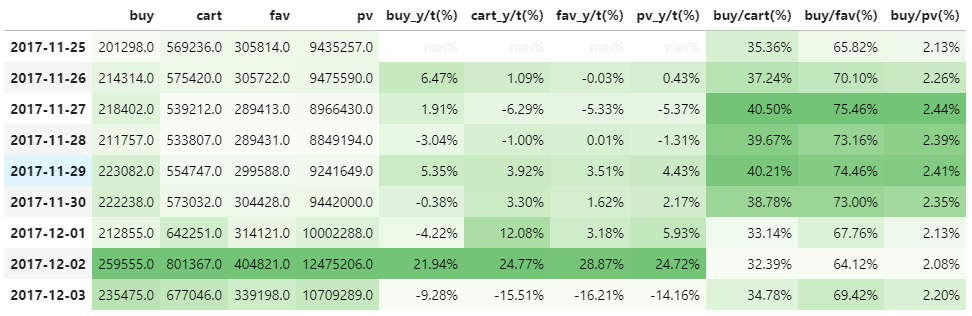 buy cart fav pv buy_y/t(%) cart_y/t(%) fav_y/t(%) pv_y/t(%) buy/cart(%) buy/fav(%) buy/pv(%)
2017-11-25 201298.0 569236.0 305814.0 9435257.0 nan% nan% nan% nan% 35.36% 65.82% 2.13%
2017-11-26 214314.0 575420.0 305722.0 9475590.0 6.47% 1.09% -0.03% 0.43% 37.24% 70.10% 2.26%
2017-11-27 218402.0 539212.0 289413.0 8966430.0 1.91% -6.29% -5.33% -5.37% 40.50% 75.46% 2.44%
2017-11-28 211757.0 533807.0 289431.0 8849194.0 -3.04% -1.00% 0.01% -1.31% 39.67% 73.16% 2.39%
2017-11-29 223082.0 554747.0 299588.0 9241649.0 5.35% 3.92% 3.51% 4.43% 40.21% 74.46% 2.41%
2017-11-30 222238.0 573032.0 304428.0 9442000.0 -0.38% 3.30% 1.62% 2.17% 38.78% 73.00% 2.35%
2017-12-01 212855.0 642251.0 314121.0 10002288.0 -4.22% 12.08% 3.18% 5.93% 33.14% 67.76% 2.13%
2017-12-02 259555.0 801367.0 404821.0 12475206.0 21.94% 24.77% 28.87% 24.72% 32.39% 64.12% 2.08%
2017-12-03 235475.0 677046.0 339198.0 10709289.0 -9.28% -15.51% -16.21% -14.16% 34.78% 69.42% 2.20%